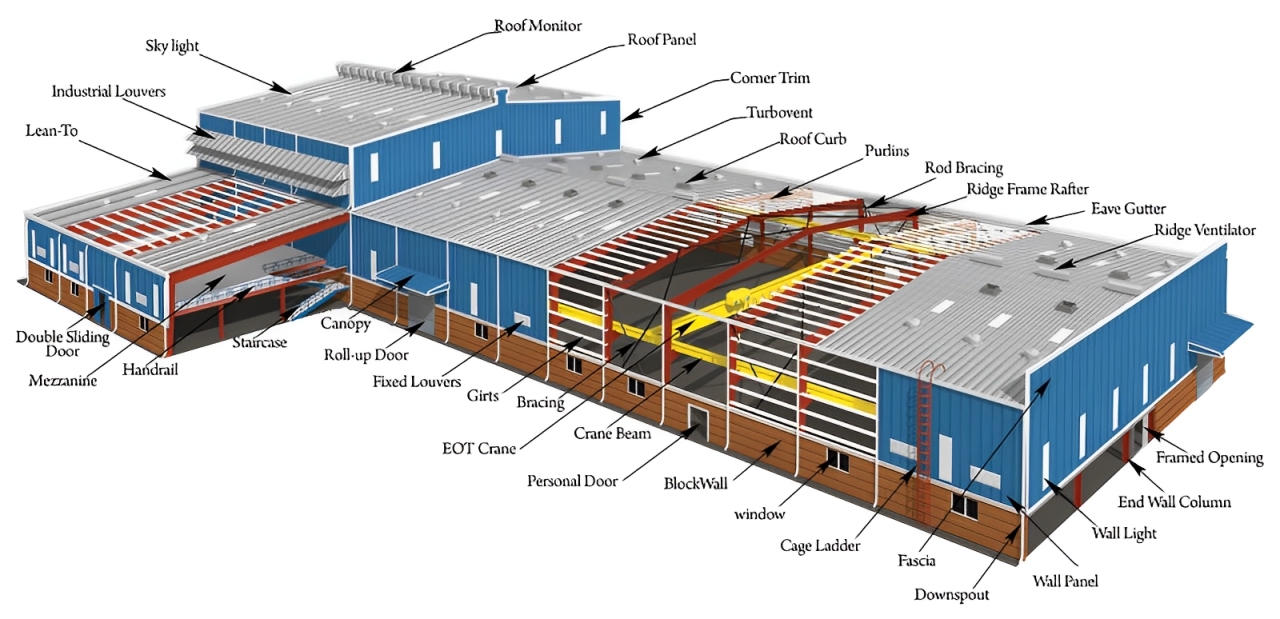 Roof Monitor
Sky light
Roof Panel
Industrial Louvers
Corner Trim
Lean-To
Turbovent
Roof Curb
Purlins
Rod Bracing
Ridge Frame Rafter
Eave Gutter
Ridge Ventilator
Double Sliding
Door
Mezzanine
Handrail
Staircase
Canopy
Roll-up Door
Fixed Louvers
Girts
Bracing
EOT Crane
Crane Beam
Personal Door
BlockWall
window
Cage Ladder
Fascia
Downspout
Wall Panel
Wall Light
End Wall Column
Framed Opening